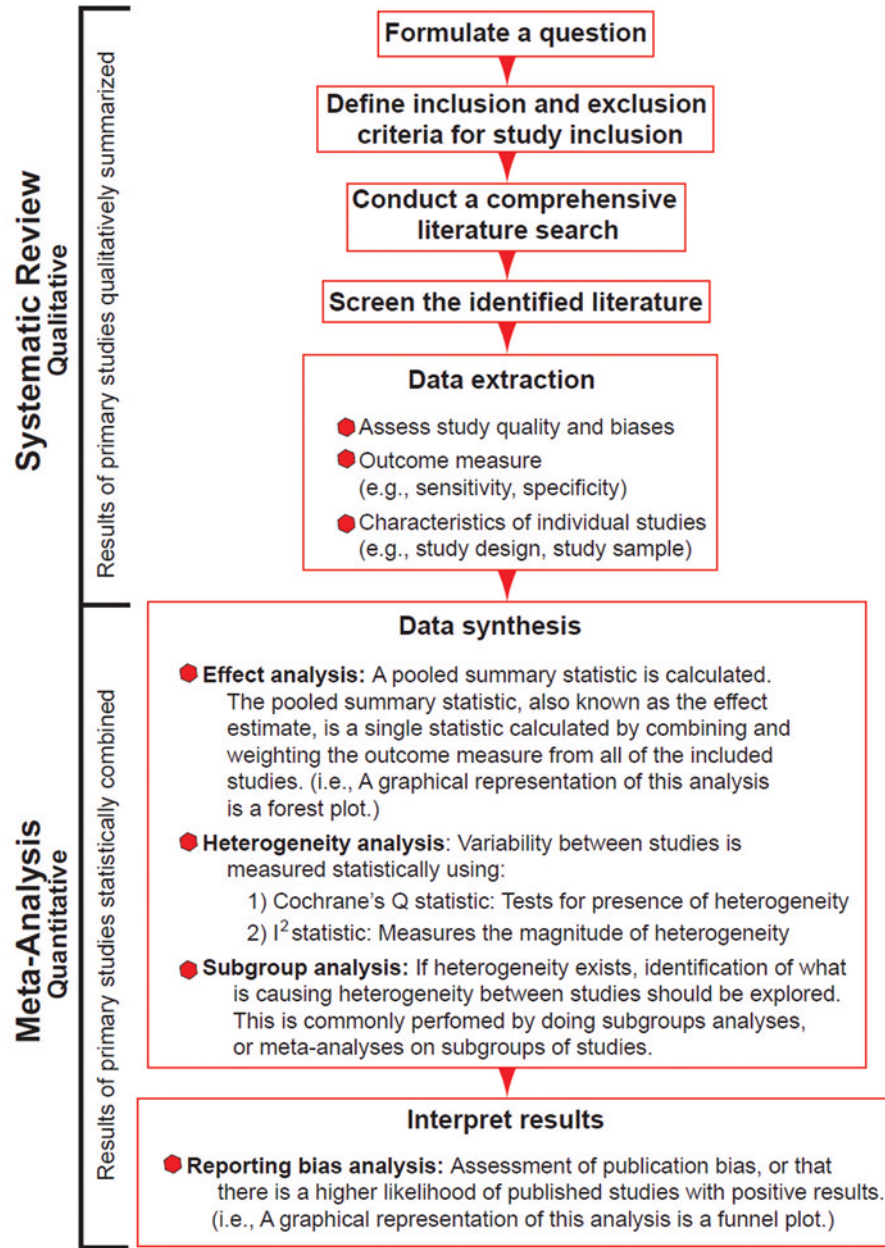 Systematic Review
Qualitative
Results of primary studies qualitatively summarized
Formulate a question
Define inclusion and exclusion
criteria for study inclusion
Conduct a comprehensive
literature search
Screen the identified literature
Data extraction
Assess study quality and biases
Outcome measure
(e.g., sensitivity, specificity)
Characteristics of individual studies
(e.g., study design, study sample)
Meta-Analysis
Quantitative
Results of primary studies statistically combined
Data synthesis
Effect analysis: A pooled summary statistic is calculated.
The pooled summary statistic, also known as the effect
estimate, is a single statistic calculated by combining and
weighting the outcome measure from all of the included
studies. (i.e., A graphical representation of this analysis
is a forest plot.)
Heterogeneity analysis: Variability between studies is
measured statistically using:
1) Cochrane's Q statistic: Tests for presence of heterogeneity
2) I² statistic: Measures the magnitude of heterogeneity
Subgroup analysis: If heterogeneity exists, identification of what
is causing heterogeneity between studies should be explored.
This is commonly perfomed by doing subgroups analyses,
or meta-analyses on subgroups of studies.
Interpret results
Reporting bias analysis: Assessment of publication bias, or that
there is a higher likelihood of published studies with positive results.
(i.e., A graphical representation of this analysis is a funnel plot.)